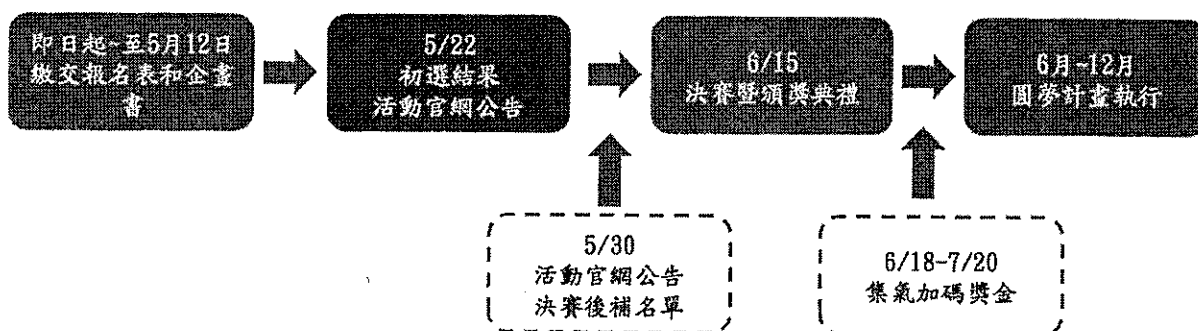 即日起~至5月12日
繳交報名表和企畫
書
5/22
初選結果
活動官網公告
6/15
決賽暨頒獎典禮
6月~12月
圓夢計畫執行
5/30
活動官網公告
決賽後補名單
6/18-7/20
集氣加碼獎金